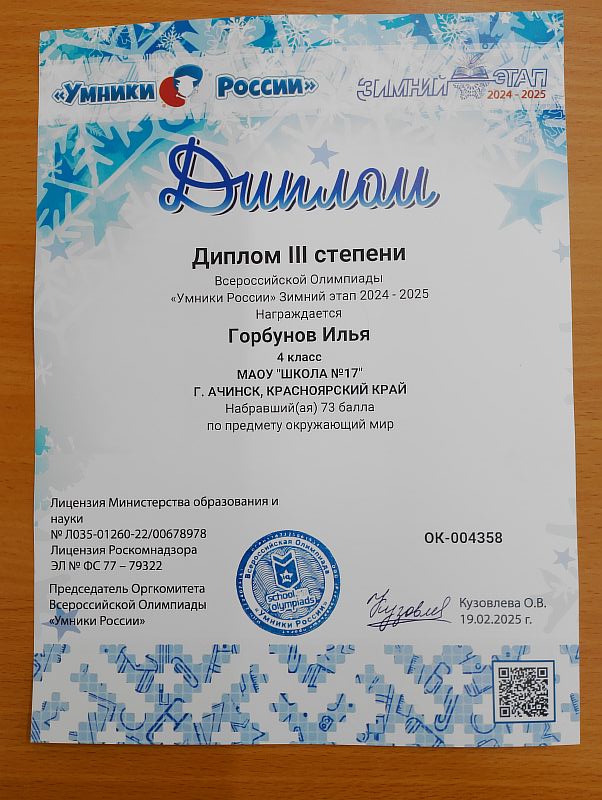 «Умники России»
Зимний этап
2024 - 2025
Диплом
Диплом III степени
Всероссийской Олимпиады
«Умники России» Зимний этап 2024 - 2025
Награждается
Горбунов Илья
4 класс
МАОУ "ШКОЛА №17"
Г. АЧИНСК, КРАСНОЯРСКИЙ КРАЙ
Набравший(ая) 73 балла
по предмету окружающий мир
Лицензия Министерства образования и
науки
№ Л035-01260-22/00678978
Лицензия Роскомнадзора
ЭЛ № ФС 77 – 79322
ОК-004358
Председатель Оргкомитета
Всероссийской Олимпиады
«Умники России»
Всероссийская Олимпиада
school
olympiads
«Умники России»
Кузовлева О.В.
19.02.2025 г.